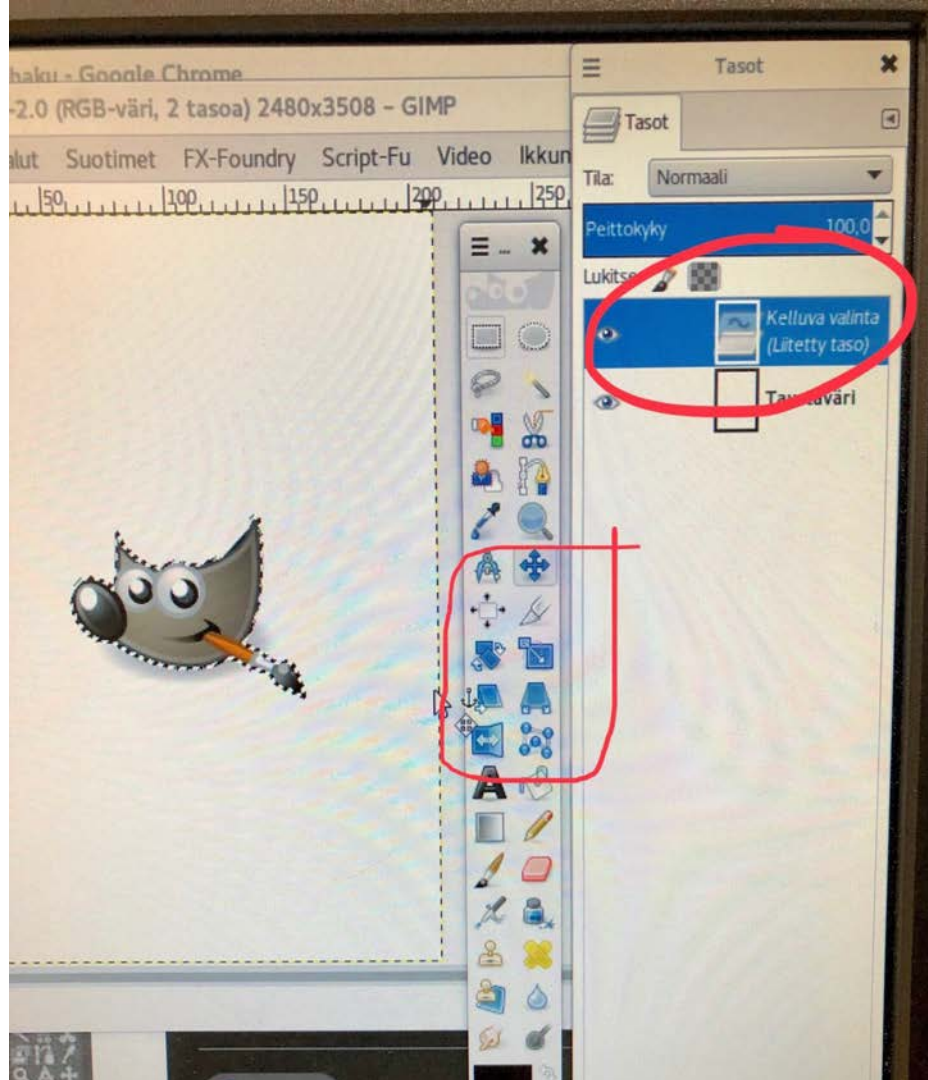 haku - Google Chrome
-2.0 (RGB-väri, 2 tasoa) 2480x3508 – GIMP
alut Suotimet FX-Foundry Script-Fu Video Ikkun
50 100 150 200 250
Tasot
Tasot
Tila: Normaali
Peittokyky 100,0
Lukitse
Kelluva valinta
(Liitetty taso)